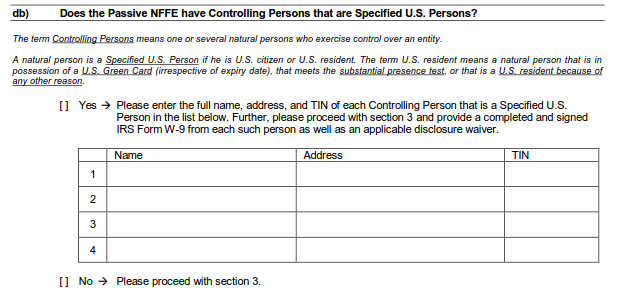 db) Does the Passive NFFE have Controlling Persons that are Specified U.S. Persons?
The term Controlling Persons means one or several natural persons who exercise control over an entity.
A natural person is a Specified U.S. Person if he is U.S. citizen or U.S. resident. The term U.S. resident means a natural person that is in
possession of a U.S. Green Card (irrespective of expiry date), that meets the substantial presence test, or that is a U.S. resident because of
any other reason.
[ ] Yes → Please enter the full name, address, and TIN of each Controlling Person that is a Specified U.S.
Person in the list below. Further, please proceed with section 3 and provide a completed and signed
IRS Form W-9 from each such person as well as an applicable disclosure waiver.
Name Address TIN
1
2
3
4
[ ] No → Please proceed with section 3.